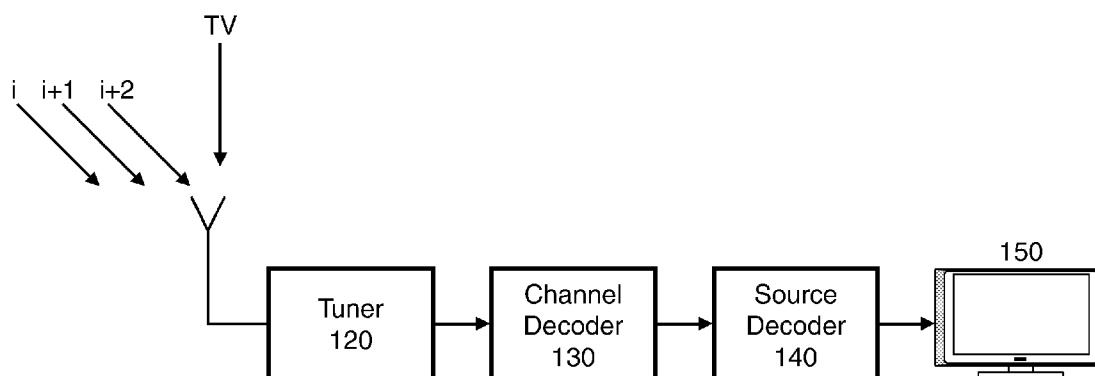 TV
i i+1 i+2
150
Tuner
120
Channel
Decoder
130
Source
Decoder
140